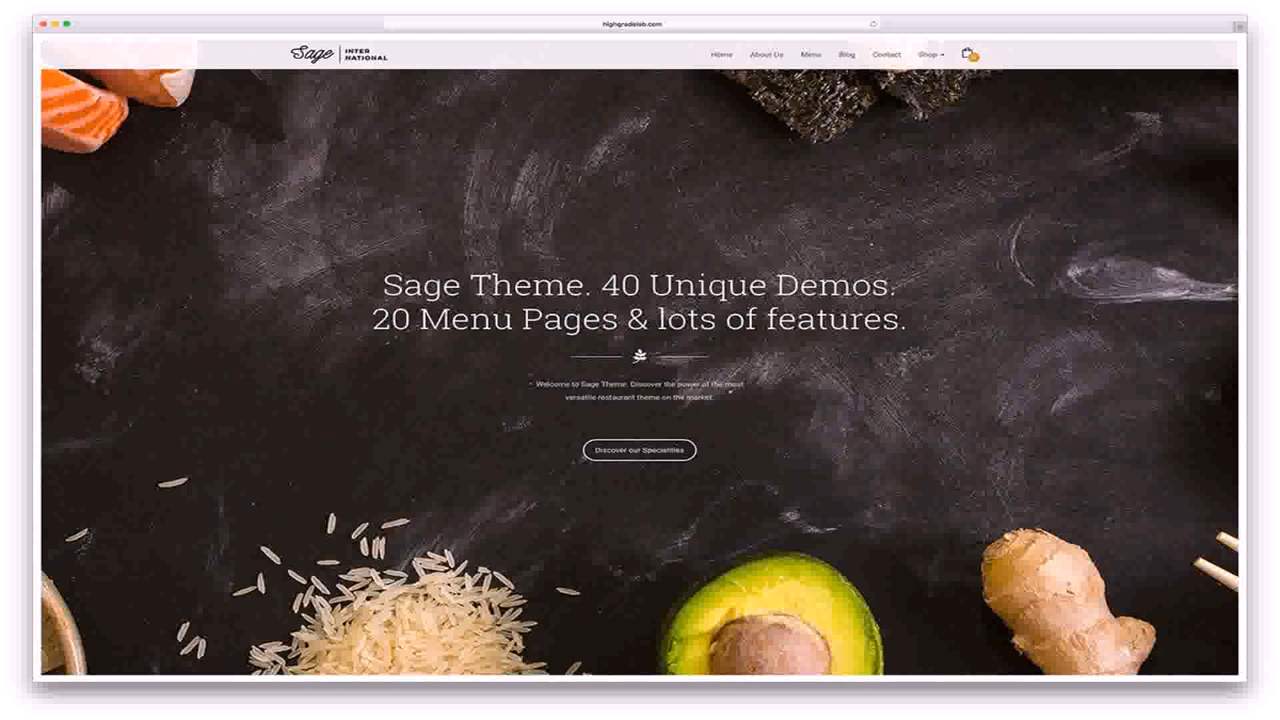 highgradelab.com
Sage INTER NATIONAL
Home About Us Menu Blog Contact Shop
Sage Theme. 40 Unique Demos.
20 Menu Pages & lots of features.
Welcome to Sage Theme. Discover the power of the most
versatile restaurant theme on the market.
Discover our Specialities